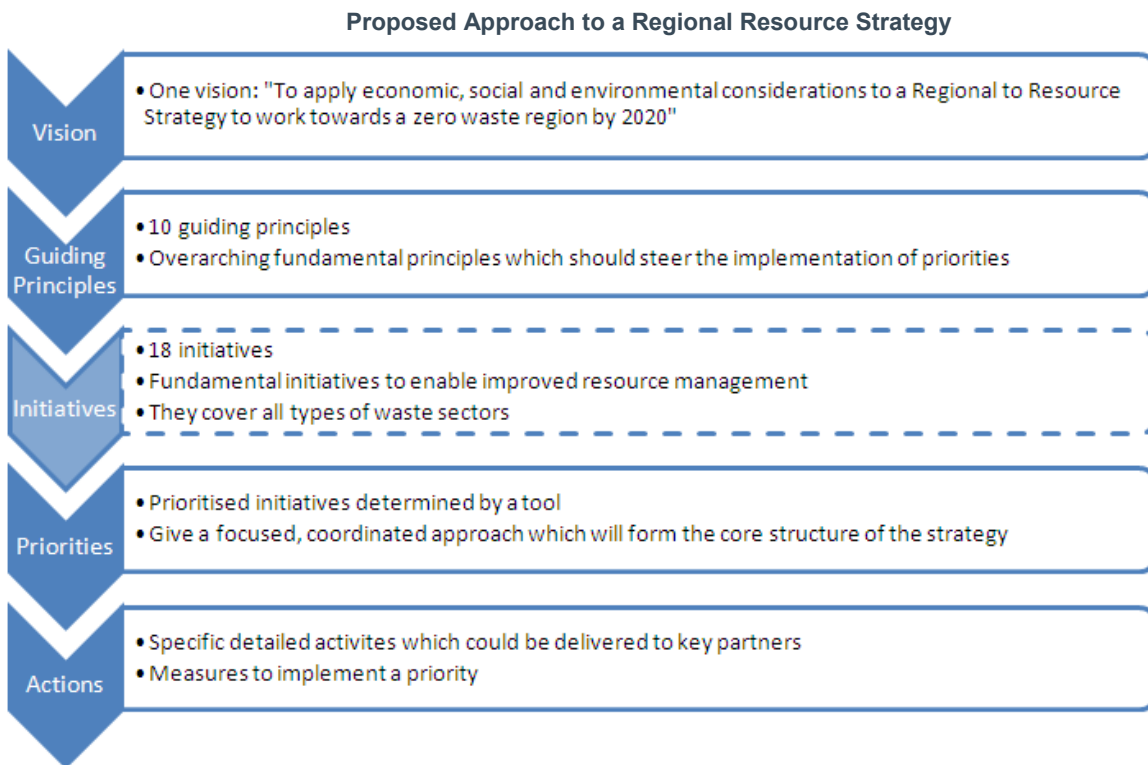 Proposed Approach to a Regional Resource Strategy
Vision
• One vision: "To apply economic, social and environmental considerations to a Regional to Resource
Strategy to work towards a zero waste region by 2020"
Guiding
Principles
• 10 guiding principles
• Overarching fundamental principles which should steer the implementation of priorities
Initiatives
• 18 initiatives
• Fundamental initiatives to enable improved resource management
• They cover all types of waste sectors
Priorities
• Prioritised initiatives determined by a tool
• Give a focused, coordinated approach which will form the core structure of the strategy
Actions
• Specific detailed activites which could be delivered to key partners
• Measures to implement a priority